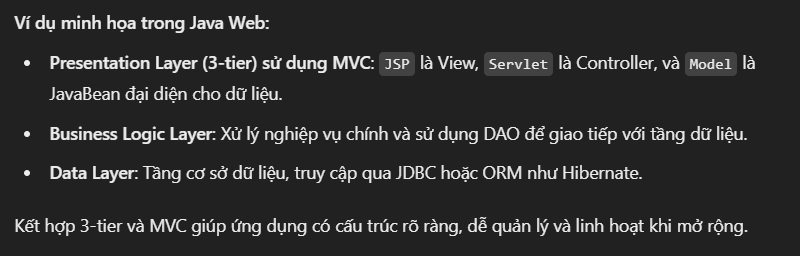 Ví dụ minh họa trong Java Web:
• Presentation Layer (3-tier) sử dụng MVC: JSP là View, Servlet là Controller, và Model là
JavaBean đại diện cho dữ liệu.
• Business Logic Layer: Xử lý nghiệp vụ chính và sử dụng DAO để giao tiếp với tầng dữ liệu.
• Data Layer: Tầng cơ sở dữ liệu, truy cập qua JDBC hoặc ORM như Hibernate.
Kết hợp 3-tier và MVC giúp ứng dụng có cấu trúc rõ ràng, dễ quản lý và linh hoạt khi mở rộng.